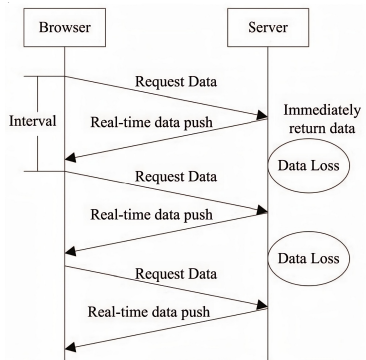 Browser
Server
Request Data
Immediately
return data
Interval
Real-time data push
Data Loss
Request Data
Real-time data push
Data Loss
Request Data
Real-time data push